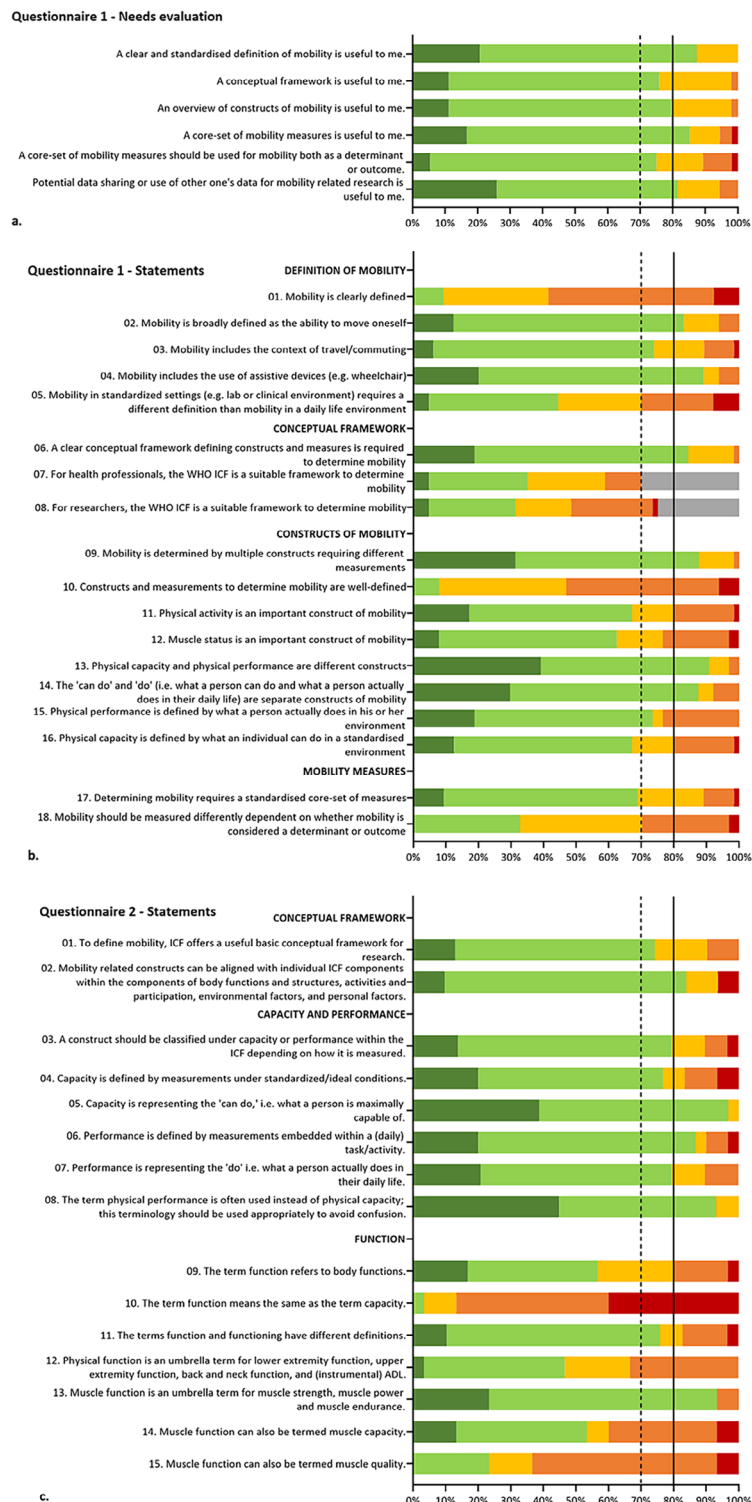 Questionnaire 1 - Needs evaluation
A clear and standardised definition of mobility is useful to me.
A conceptual framework is useful to me.
An overview of constructs of mobility is useful to me.
A core-set of mobility measures is useful to me.
A core-set of mobility measures should be used for mobility both as a determinant
or outcome.
Potential data sharing or use of other one's data for mobility related research is
useful to me.
0% 10% 20% 30% 40% 50% 60% 70% 80% 90% 100%
a.
Questionnaire 1 - Statements
DEFINITION OF MOBILITY
01. Mobility is clearly defined
02. Mobility is broadly defined as the ability to move oneself
03. Mobility includes the context of travel/commuting
04. Mobility includes the use of assistive devices (e.g. wheelchair)
05. Mobility in standardized settings (e.g. lab or clinical environment) requires a
different definition than mobility in a daily life environment
CONCEPTUAL FRAMEWORK
06. A clear conceptual framework defining constructs and measures is required
to determine mobility
07. For health professionals, the WHO ICF is a suitable framework to determine
mobility
08. For researchers, the WHO ICF is a suitable framework to determine mobility
CONSTRUCTS OF MOBILITY
09. Mobility is determined by multiple constructs requiring different
measurements
10. Constructs and measurements to determine mobility are well-defined
11. Physical activity is an important construct of mobility
12. Muscle status is an important construct of mobility
13. Physical capacity and physical performance are different constructs
14. The 'can do' and 'do' (i.e. what a person can do and what a person actually
does in their daily life) are separate constructs of mobility
15. Physical performance is defined by what a person actually does in his or her
environment
16. Physical capacity is defined by what an individual can do in a standardised
environment
MOBILITY MEASURES
17. Determining mobility requires a standardised core-set of measures
18. Mobility should be measured differently dependent on whether mobility is
considered a determinant or outcome
0% 10% 20% 30% 40% 50% 60% 70% 80% 90% 100%
b.
Questionnaire 2 - Statements
CONCEPTUAL FRAMEWORK
01. To define mobility, ICF offers a useful basic conceptual framework for
research.
02. Mobility related constructs can be aligned with individual ICF components
within the components of body functions and structures, activities and
participation, environmental factors, and personal factors.
CAPACITY AND PERFORMANCE
03. A construct should be classified under capacity or performance within the
ICF depending on how it is measured.
04. Capacity is defined by measurements under standardized/ideal conditions.
05. Capacity is representing the 'can do,' i.e. what a person is maximally
capable of.
06. Performance is defined by measurements embedded within a (daily)
task/activity.
07. Performance is representing the 'do' i.e. what a person actually does in
their daily life.
08. The term physical performance is often used instead of physical capacity;
this terminology should be used appropriately to avoid confusion.
FUNCTION
09. The term function refers to body functions.
10. The term function means the same as the term capacity.
11. The terms function and functioning have different definitions.
12. Physical function is an umbrella term for lower extremity function, upper
extremity function, back and neck function, and (instrumental) ADL.
13. Muscle function is an umbrella term for muscle strength, muscle power
and muscle endurance.
14. Muscle function can also be termed muscle capacity.
15. Muscle function can also be termed muscle quality.
0% 10% 20% 30% 40% 50% 60% 70% 80% 90% 100%
c.